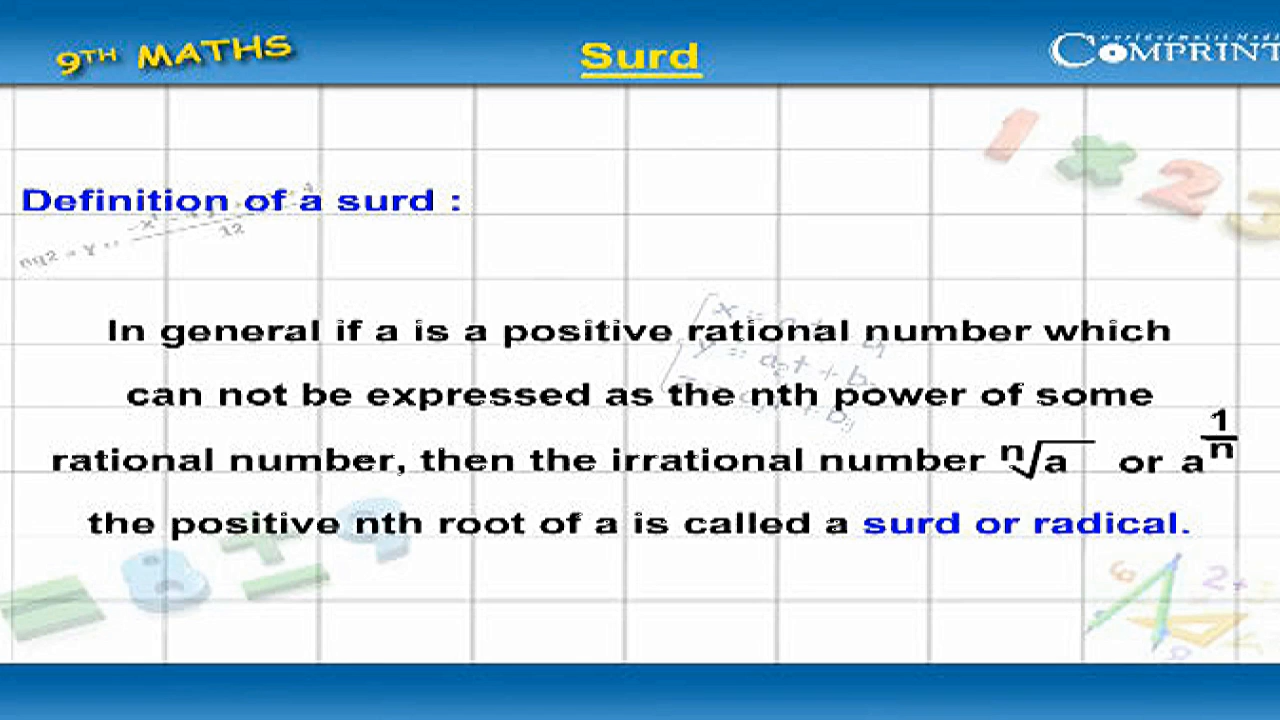 9TH MATHS
Surd
COMPRINT
Definition of a surd :
12
In general if a is a positive rational number which
can not be expressed as the nth power of some
rational number, then the irrational number ⁿ√a or a^(1/n)
the positive nth root of a is called a surd or radical.